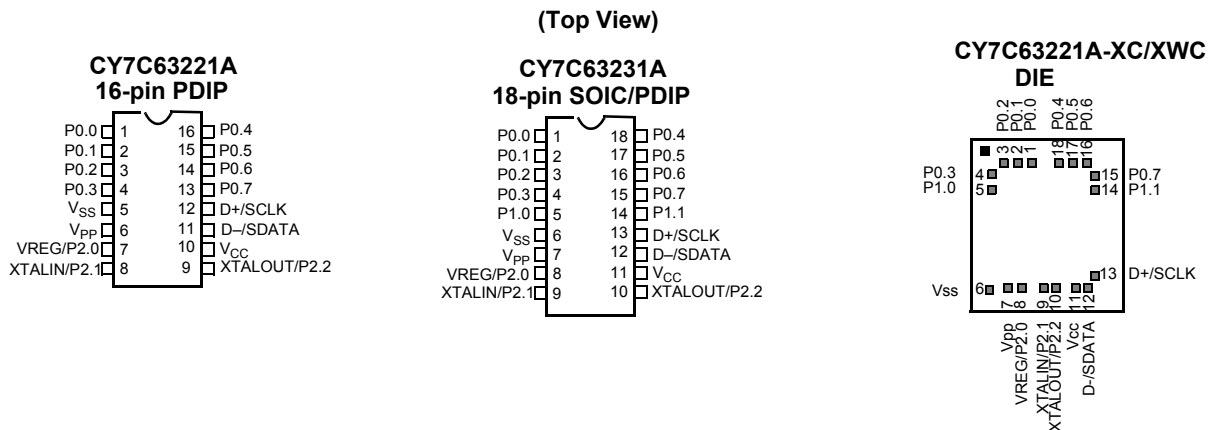 (Top View)
CY7C63221A
16-pin PDIP
P0.0 1 16 P0.4
P0.1 2 15 P0.5
P0.2 3 14 P0.6
P0.3 4 13 P0.7
VSS 5 12 D+/SCLK
VPP 6 11 D–/SDATA
VREG/P2.0 7 10 VCC
XTALIN/P2.1 8 9 XTALOUT/P2.2
CY7C63231A
18-pin SOIC/PDIP
P0.0 1 18 P0.4
P0.1 2 17 P0.5
P0.2 3 16 P0.6
P0.3 4 15 P0.7
P1.0 5 14 P1.1
VSS 6 13 D+/SCLK
VPP 7 12 D–/SDATA
VREG/P2.0 8 11 VCC
XTALIN/P2.1 9 10 XTALOUT/P2.2
CY7C63221A-XC/XWC
DIE
P0.2 P0.1 P0.0 P0.4 P0.5 P0.6
3 2 1 18 17 16
P0.3 4 15 P0.7
P1.0 5 14 P1.1
13 D+/SCLK
Vss 6
7 8 9 10 11 12
Vpp VREG/P2.0 XTALIN/P2.1 XTALOUT/P2.2 Vcc D-/SDATA